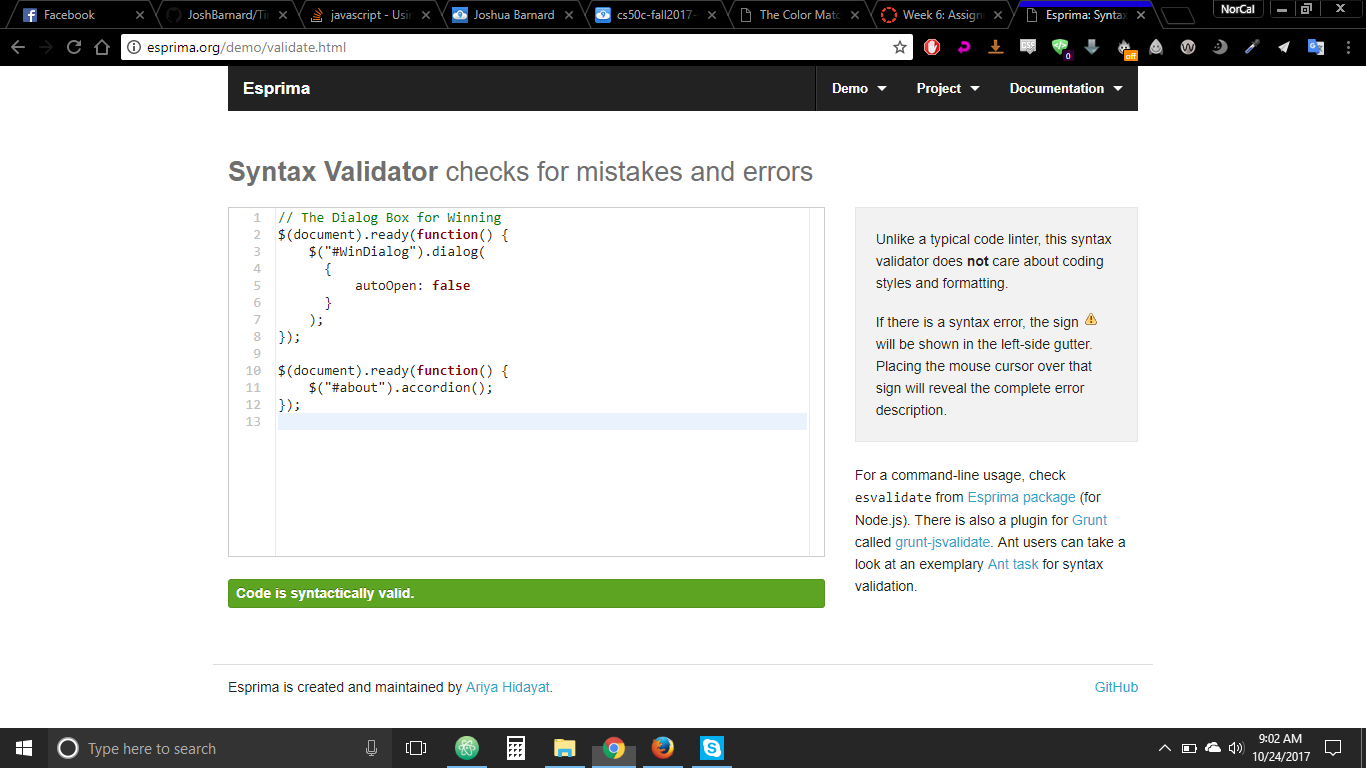 Facebook
JoshBarnard/Tin
javascript - Usin
Joshua Barnard
cs50c-fall2017-
The Color Matc
Week 6: Assign
Esprima: Syntax
NorCal
esprima.org/demo/validate.html
CSS
0
off
Esprima
Demo
Project
Documentation
Syntax Validator checks for mistakes and errors
1 // The Dialog Box for Winning
2 $(document).ready(function() {
3 $("#WinDialog").dialog(
4 {
5 autoOpen: false
6 }
7 );
8 });
9
10 $(document).ready(function() {
11 $("#about").accordion();
12 });
13
Unlike a typical code linter, this syntax
validator does not care about coding
styles and formatting.
If there is a syntax error, the sign
will be shown in the left-side gutter.
Placing the mouse cursor over that
sign will reveal the complete error
description.
For a command-line usage, check
esvalidate from Esprima package (for
Node.js). There is also a plugin for Grunt
called grunt-jsvalidate. Ant users can take a
look at an exemplary Ant task for syntax
validation.
Code is syntactically valid.
Esprima is created and maintained by Ariya Hidayat.
GitHub
Type here to search
9:02 AM
10/24/2017